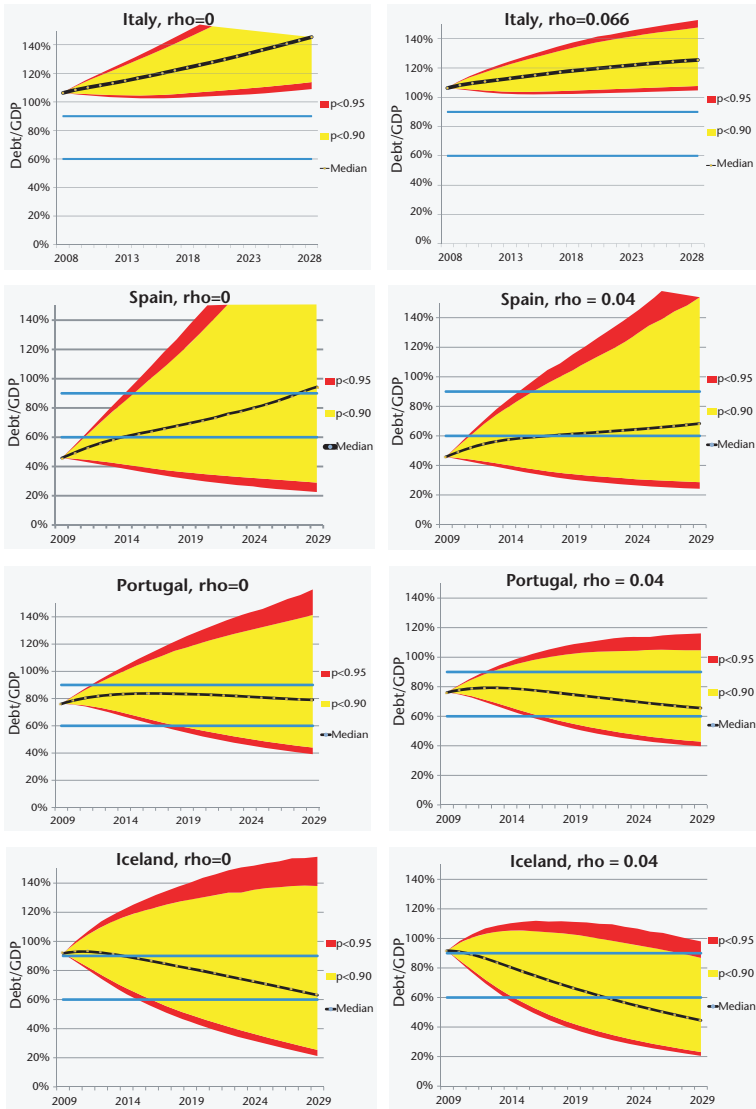 Italy, rho=0
140%
120%
100%
80%
60%
40%
20%
0%
Debt/GDP
2008 2013 2018 2023 2028
p<0.95
p<0.90
Median
Italy, rho=0.066
140%
120%
100%
80%
60%
40%
20%
0%
Debt/GDP
2008 2013 2018 2023 2028
p<0.95
p<0.90
Median
Spain, rho=0
140%
120%
100%
80%
60%
40%
20%
0%
Debt/GDP
2009 2014 2019 2024 2029
p<0.95
p<0.90
Median
Spain, rho = 0.04
140%
120%
100%
80%
60%
40%
20%
0%
Debt/GDP
2009 2014 2019 2024 2029
p<0.95
p<0.90
Median
Portugal, rho=0
140%
120%
100%
80%
60%
40%
20%
0%
Debt/GDP
2009 2014 2019 2024 2029
p<0.95
p<0.90
Median
Portugal, rho = 0.04
140%
120%
100%
80%
60%
40%
20%
0%
Debt/GDP
2009 2014 2019 2024 2029
p<0.95
p<0.90
Median
Iceland, rho=0
140%
120%
100%
80%
60%
40%
20%
0%
Debt/GDP
2009 2014 2019 2024 2029
p<0.95
p<0.90
Median
Iceland, rho = 0.04
140%
120%
100%
80%
60%
40%
20%
0%
Debt/GDP
2009 2014 2019 2024 2029
p<0.95
p<0.90
Median